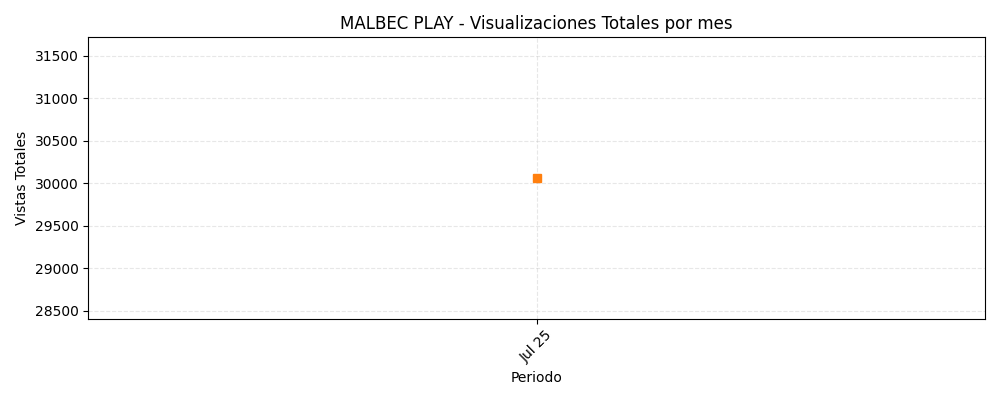 MALBEC PLAY - Visualizaciones Totales por mes
31500
31000
30500
30000
29500
29000
28500
Vistas Totales
Jul 25
Periodo